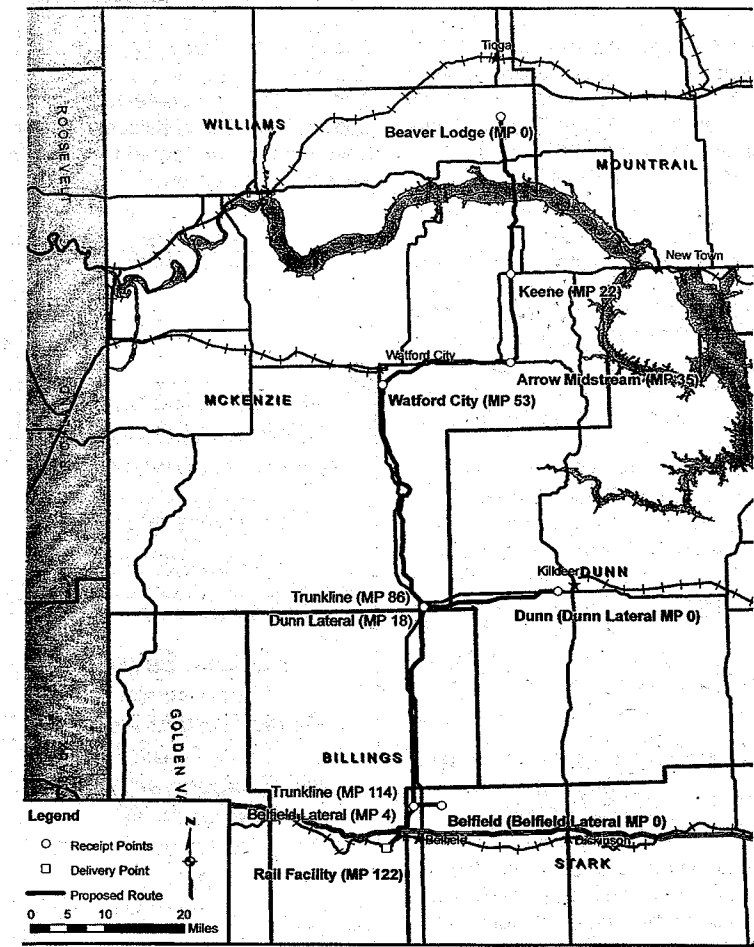 Tioga
WILLIAMS
Beaver Lodge (MP 0)
ROOSEVELT
MOUNTRAIL
New Town
Keene (MP 22)
Watford City
Arrow Midstream (MP 35)
MCKENZIE
Watford City (MP 53)
Killdeer
DUNN
Trunkline (MP 86)
Dunn Lateral (MP 18)
Dunn (Dunn Lateral MP 0)
GOLDEN
BILLINGS
Trunkline (MP 114)
Belfield Lateral (MP 4)
Belfield (Belfield Lateral MP 0)
Belfield
Dickinson
STARK
Rail Facility (MP 122)
Legend
N
Receipt Points
Delivery Point
Proposed Route
0 5 10 20
Miles